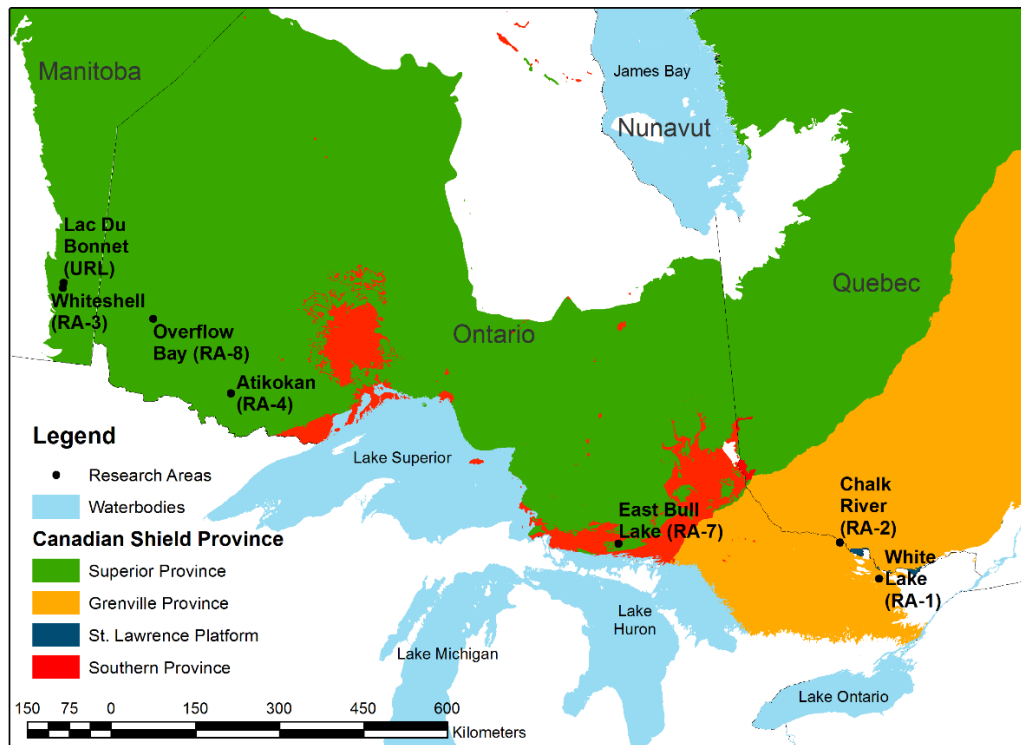 Manitoba
James Bay
Nunavut
Lac Du
Bonnet
(URL)
Whiteshell
(RA-3)
Overflow
Bay (RA-8)
Atikokan
(RA-4)
Ontario
Quebec
Lake Superior
East Bull
Lake (RA-7)
Chalk
River
(RA-2)
White
Lake
(RA-1)
Lake
Huron
Lake Michigan
Lake Ontario
Legend
Research Areas
Waterbodies
Canadian Shield Province
Superior Province
Grenville Province
St. Lawrence Platform
Southern Province
150 75 0 150 300 450 600
Kilometers